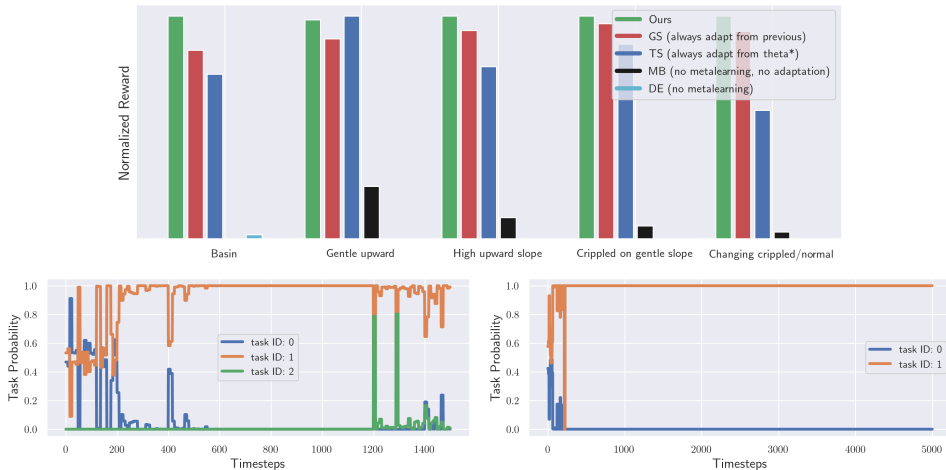 Normalized Reward
Ours
GS (always adapt from previous)
TS (always adapt from theta*)
MB (no metalearning, no adaptation)
DE (no metalearning)
Basin
Gentle upward
High upward slope
Crippled on gentle slope
Changing crippled/normal
Task Probability
1.0
0.8
0.6
0.4
0.2
0.0
task ID: 0
task ID: 1
task ID: 2
0 200 400 600 800 1000 1200 1400
Timesteps
Task Probability
1.0
0.8
0.6
0.4
0.2
0.0
task ID: 0
task ID: 1
0 1000 2000 3000 4000 5000
Timesteps